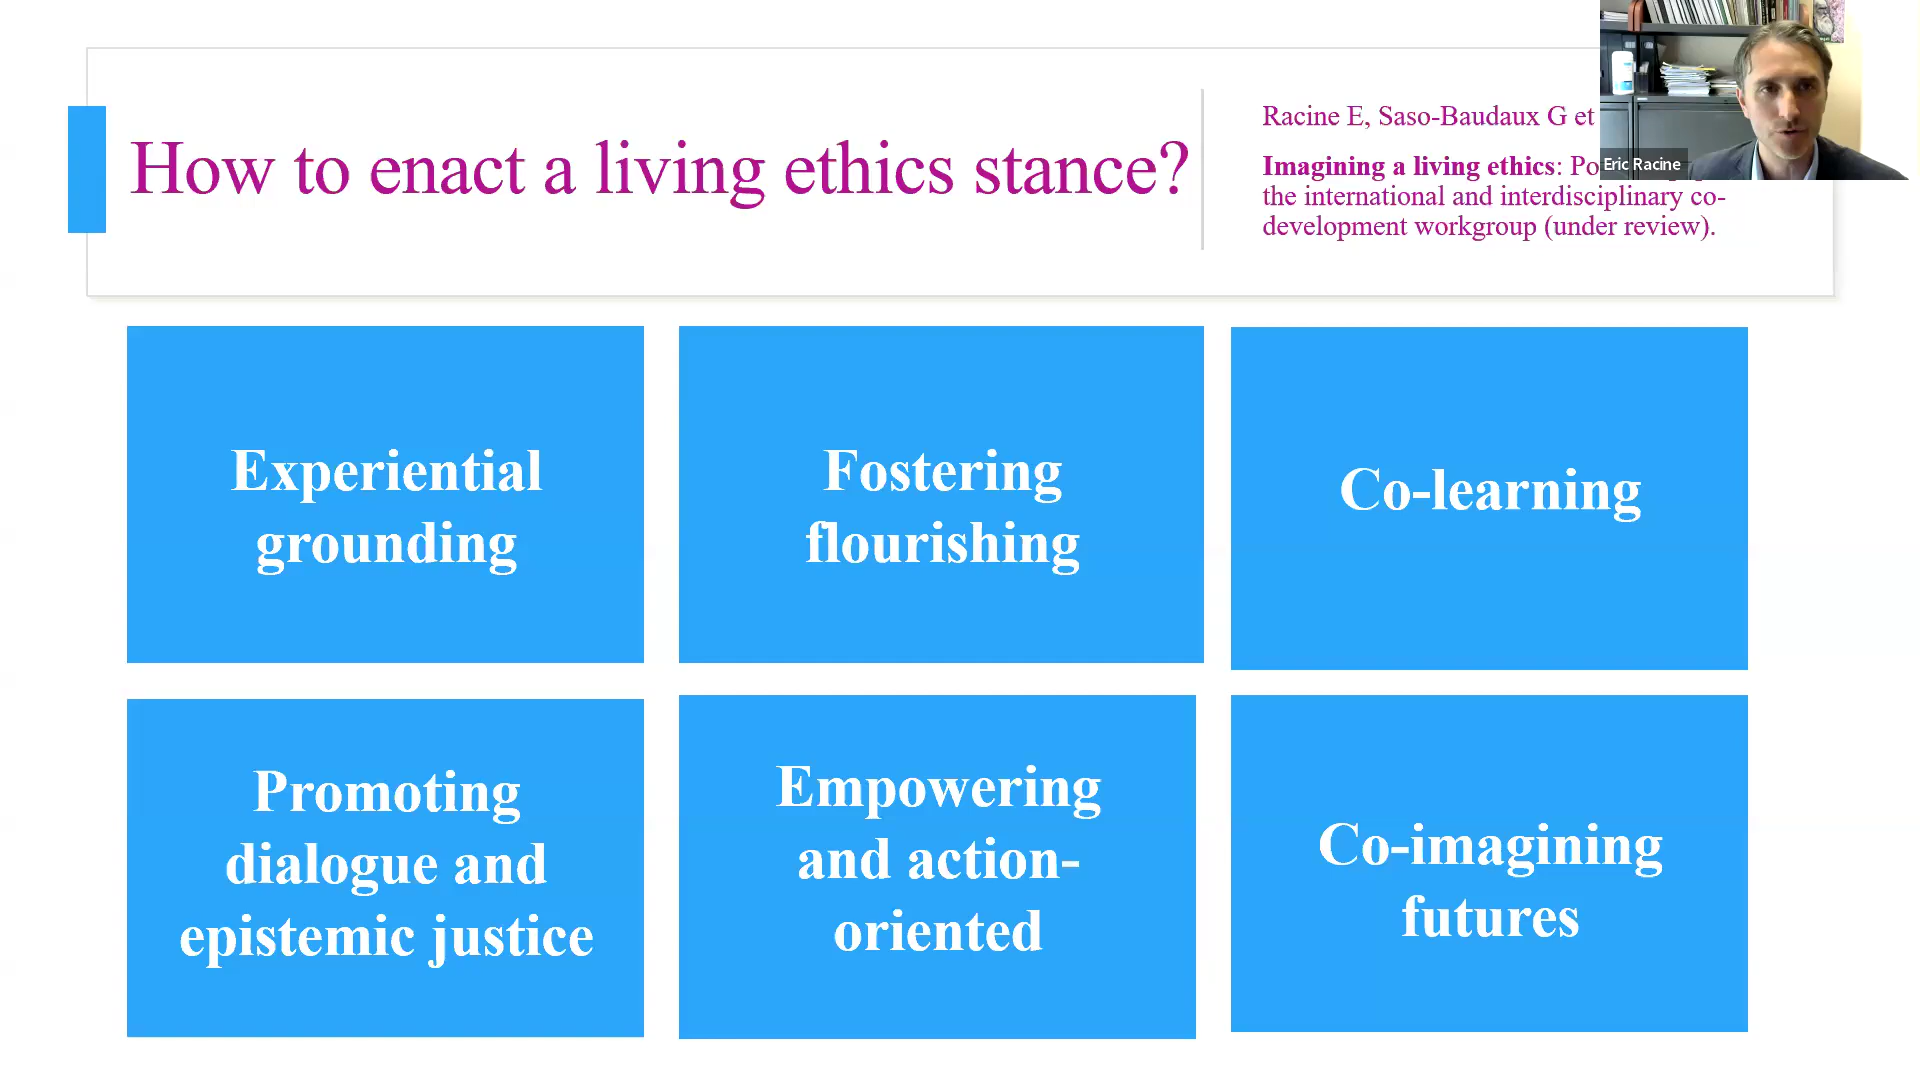 How to enact a living ethics stance?
Racine E, Saso-Baudaux G et
Imagining a living ethics: Po
the international and interdisciplinary co-
development workgroup (under review).
Eric Racine
Experiential
grounding
Fostering
flourishing
Co-learning
Promoting
dialogue and
epistemic justice
Empowering
and action-
oriented
Co-imagining
futures